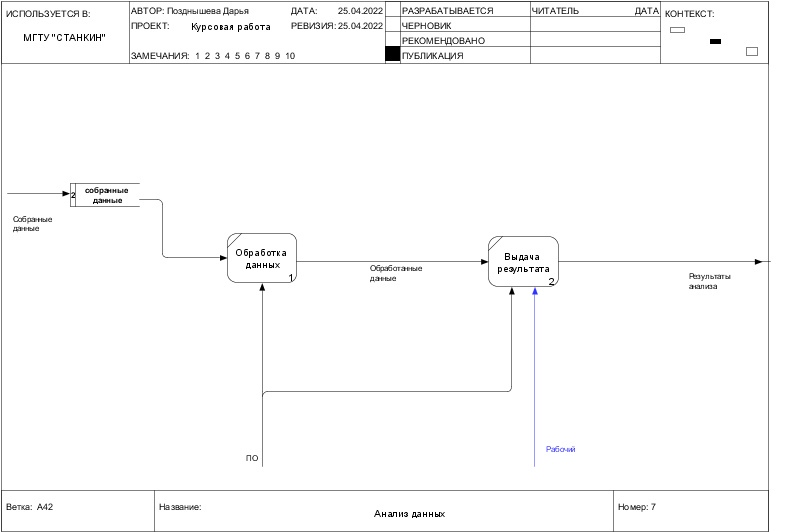 ИСПОЛЬЗУЕТСЯ В:
МГТУ "СТАНКИН"
АВТОР: Позднышева Дарья
ДАТА: 25.04.2022
ПРОЕКТ: Курсовая работа
РЕВИЗИЯ: 25.04.2022
ЗАМЕЧАНИЯ: 1 2 3 4 5 6 7 8 9 10
РАЗРАБАТЫВАЕТСЯ
ЧЕРНОВИК
РЕКОМЕНДОВАНО
ПУБЛИКАЦИЯ
ЧИТАТЕЛЬ ДАТА
КОНТЕКСТ:
2
собранные
данные
Собранные
данные
Обработка
данных
1
Обработанные
данные
Выдача
результата
2
Результаты
анализа
ПО
Рабочий
Ветка: A42
Название:
Анализ данных
Номер: 7